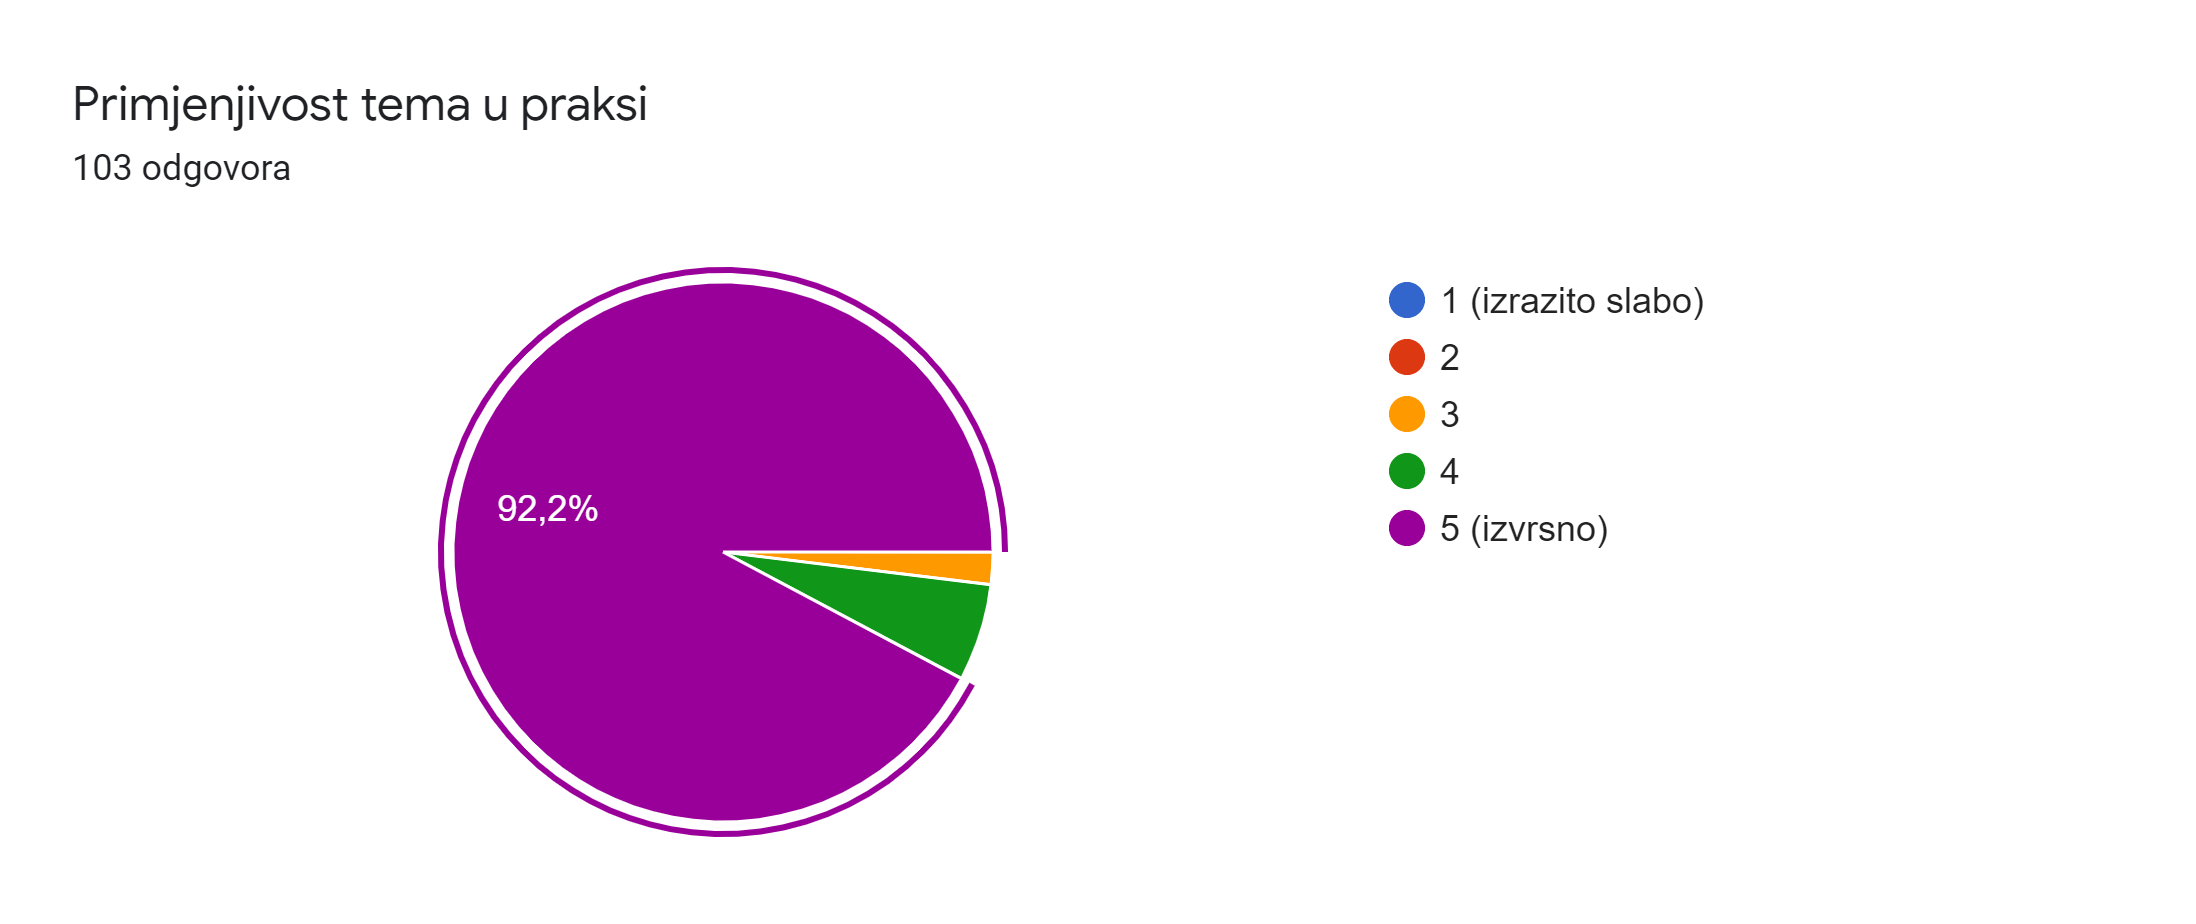 Primjenjivost tema u praksi
103 odgovora
92,2%
1 (izrazito slabo)
2
3
4
5 (izvrsno)